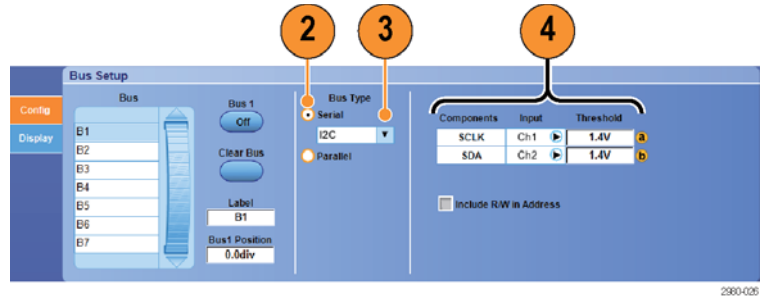 2 3 4
Bus Setup
Config
Display
Bus
B1
B2
B3
B4
B5
B6
B7
Bus 1
Off
Clear Bus
Label
B1
Bus1 Position
0.0div
Bus Type
Serial
I2C
Parallel
Components Input Threshold
SCLK Ch1 1.4V a
SDA Ch2 1.4V b
Include R/W in Address
2980-026